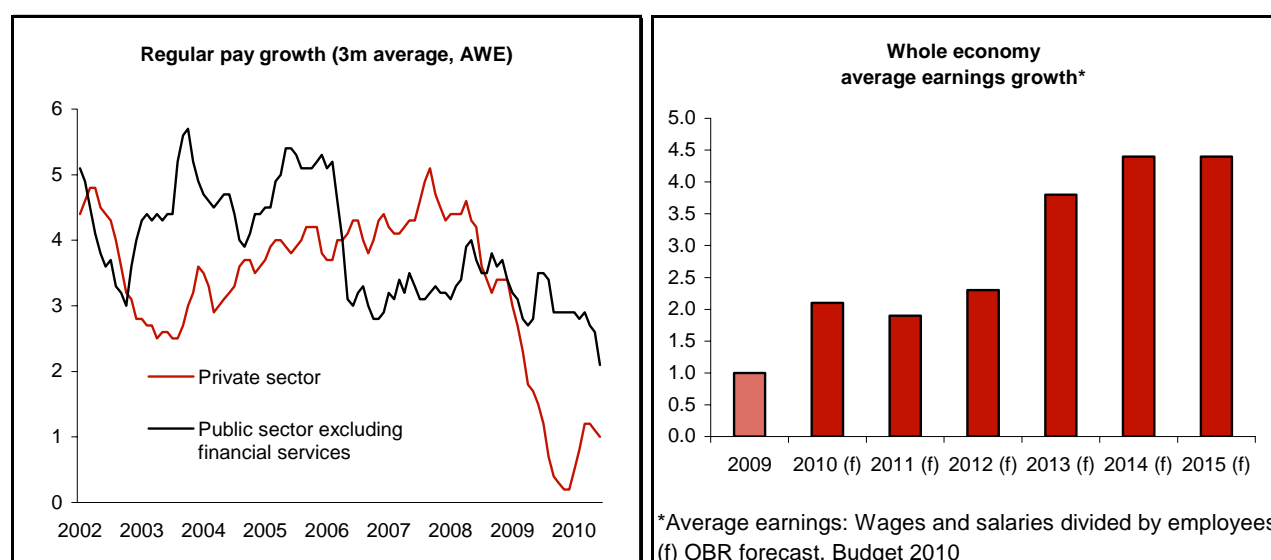 Regular pay growth (3m average, AWE)
6
5
4
3
2
1
0
Private sector
Public sector excluding
financial services
2002 2003 2004 2005 2006 2007 2008 2009 2010
Whole economy
average earnings growth*
5.0
4.5
4.0
3.5
3.0
2.5
2.0
1.5
1.0
0.5
0.0
2009 2010 (f) 2011 (f) 2012 (f) 2013 (f) 2014 (f) 2015 (f)
*Average earnings: Wages and salaries divided by employees
(f) OBR forecast, Budget 2010